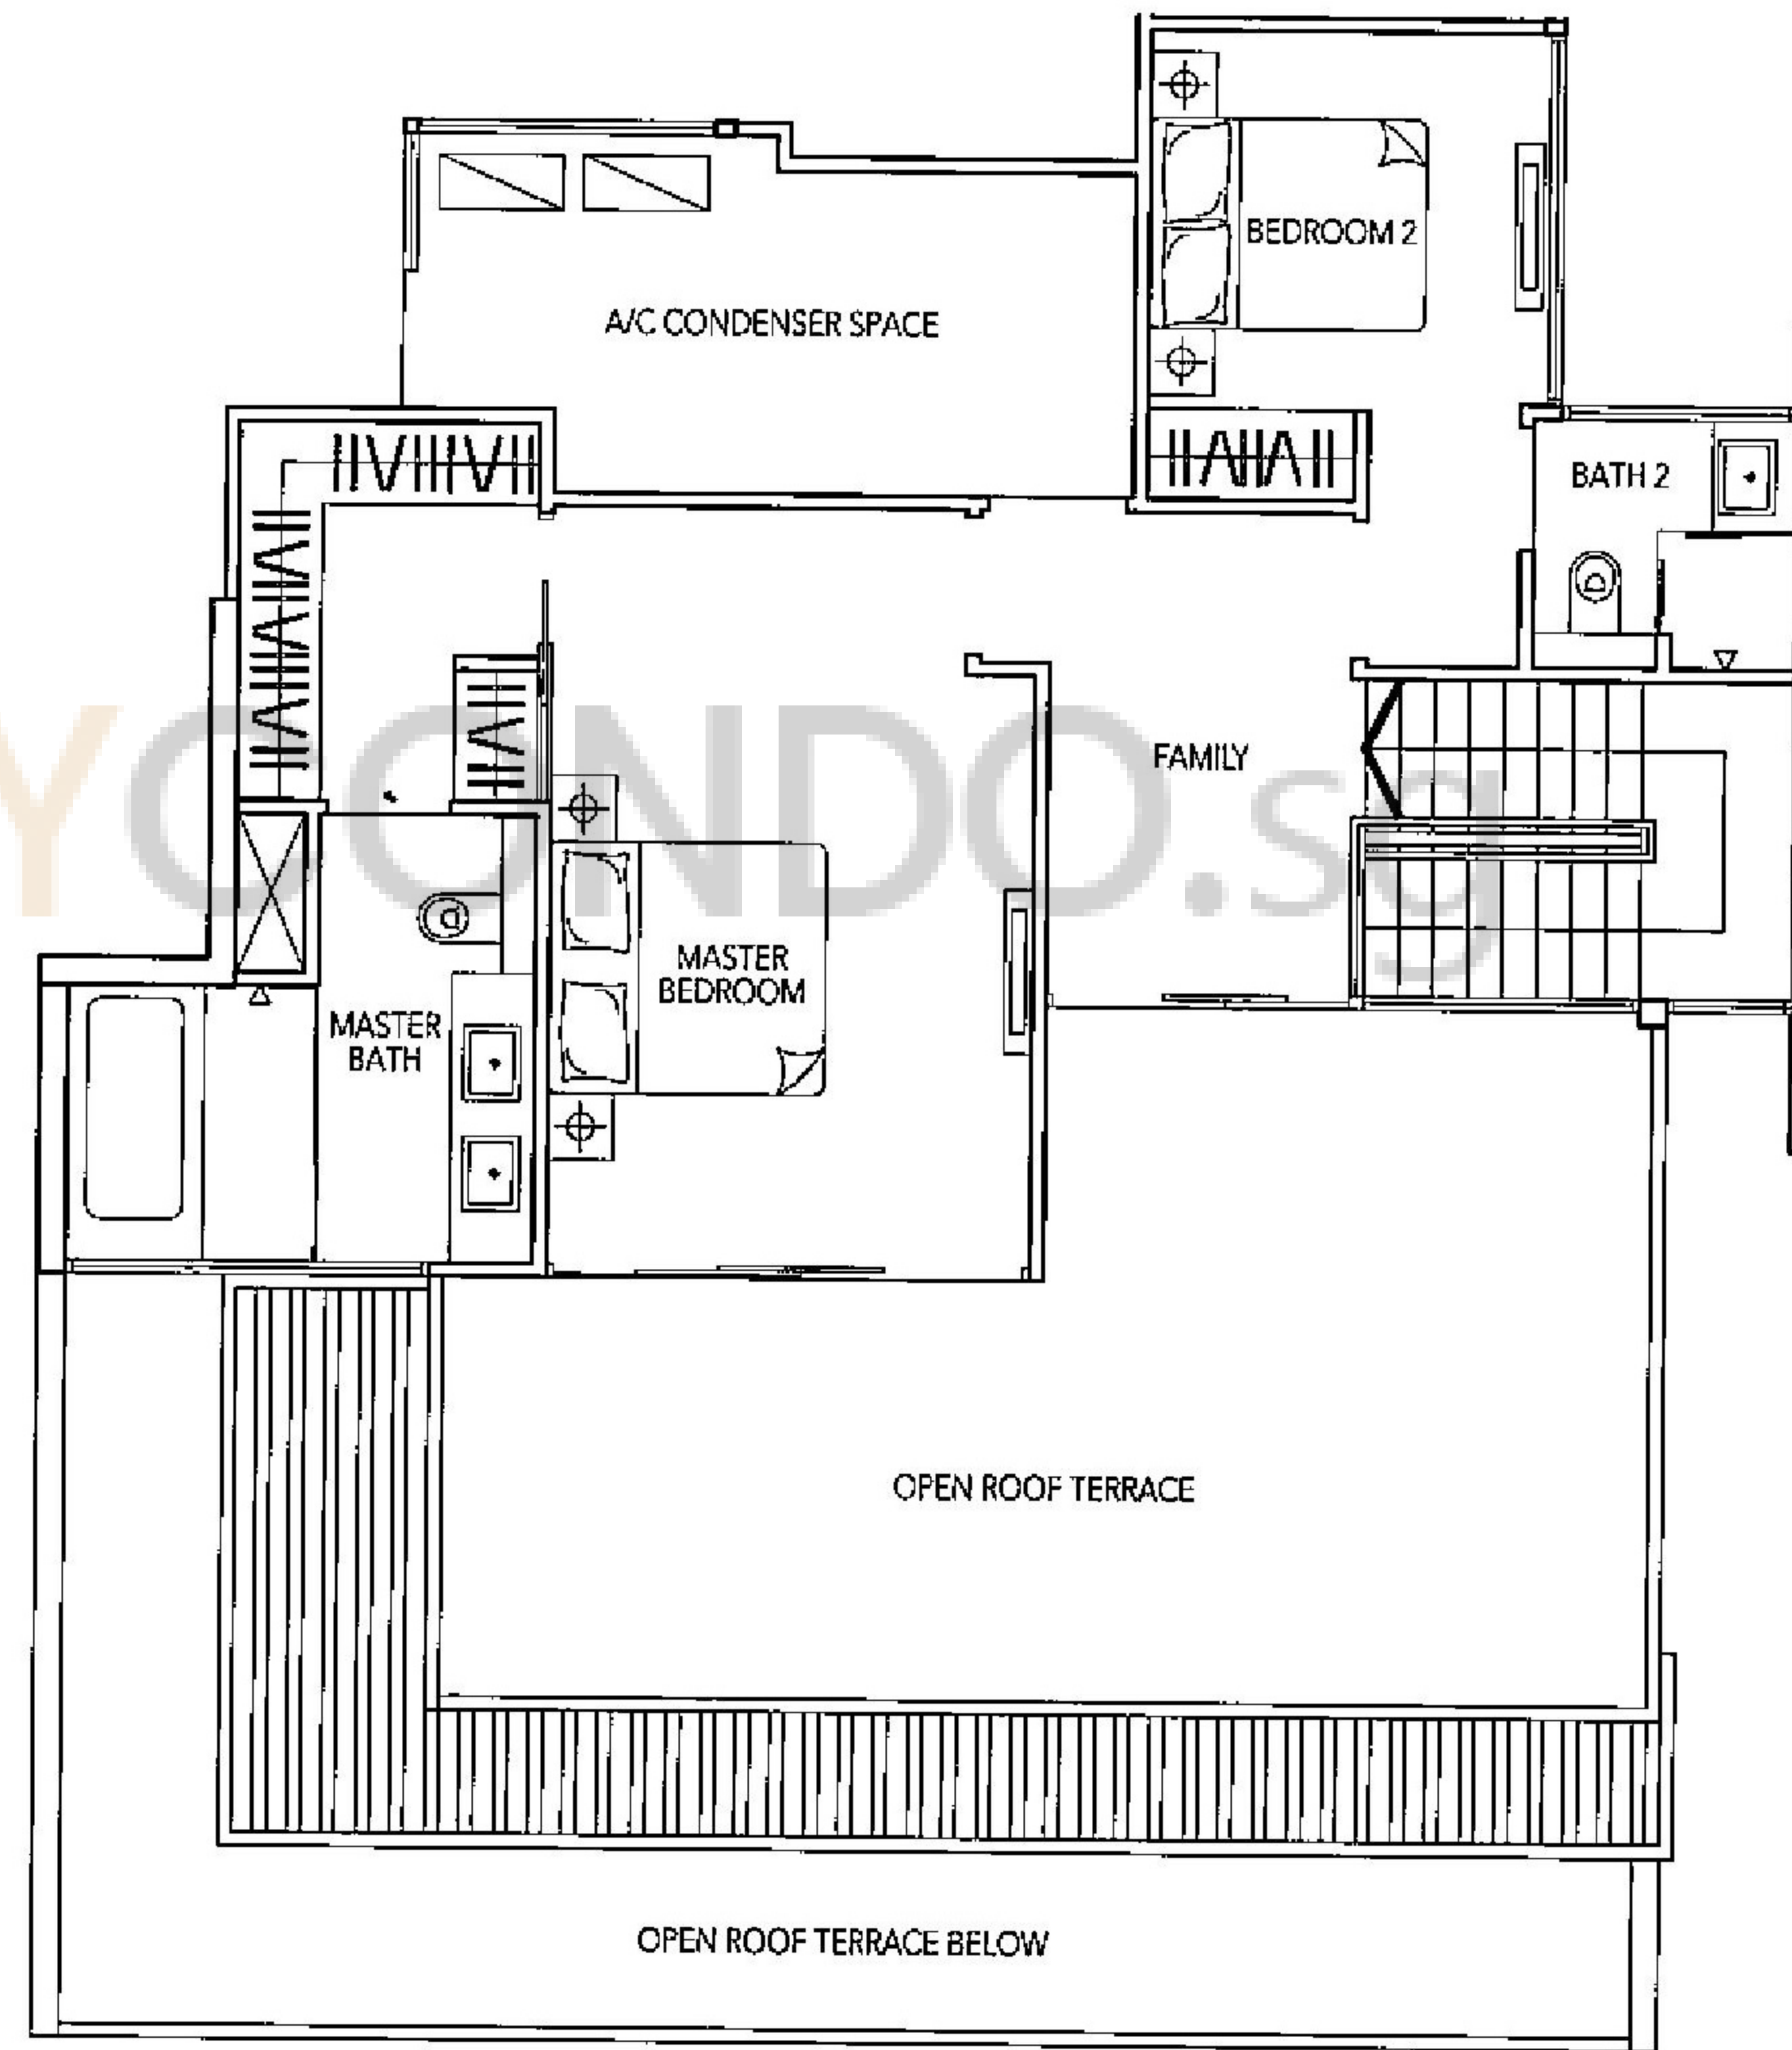 BEDROOM 2
A/C CONDENSER SPACE
BATH 2
FAMILY
YCONDO.sg
MASTER
BEDROOM
MASTER
BATH
OPEN ROOF TERRACE
OPEN ROOF TERRACE BELOW